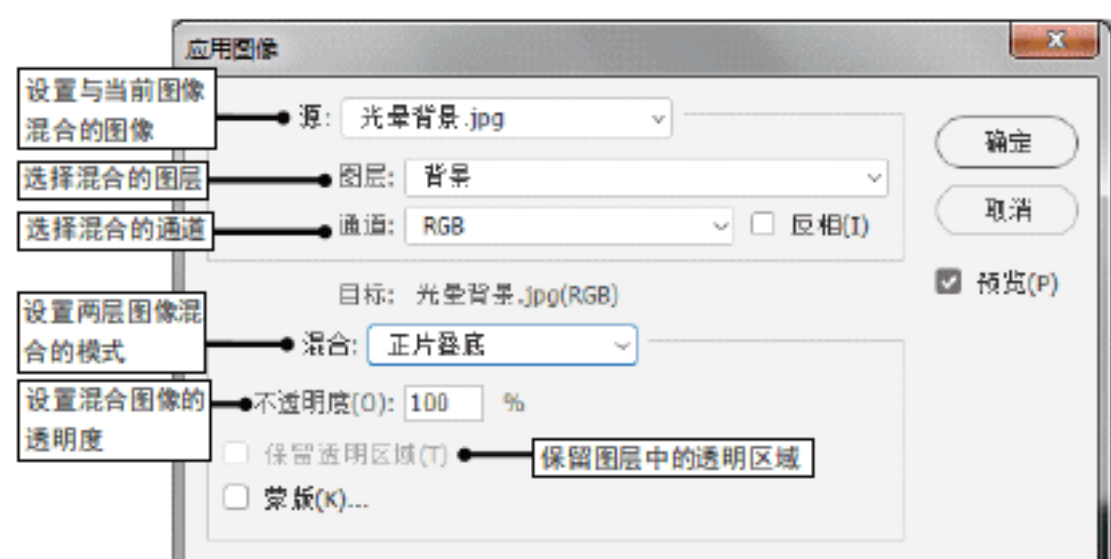 应用图像
设置与当前图像
混合的图像
源: 光晕背景.jpg
确定
选择混合的图层
图层: 背景
选择混合的通道
通道: RGB 反相(I)
取消
目标: 光晕背景.jpg(RGB)
预览(P)
设置两层图像混
合的模式
混合: 正片叠底
设置混合图像的
透明度
不透明度(O): 100 %
保留透明区域(T)
保留图层中的透明区域
蒙版(K)...